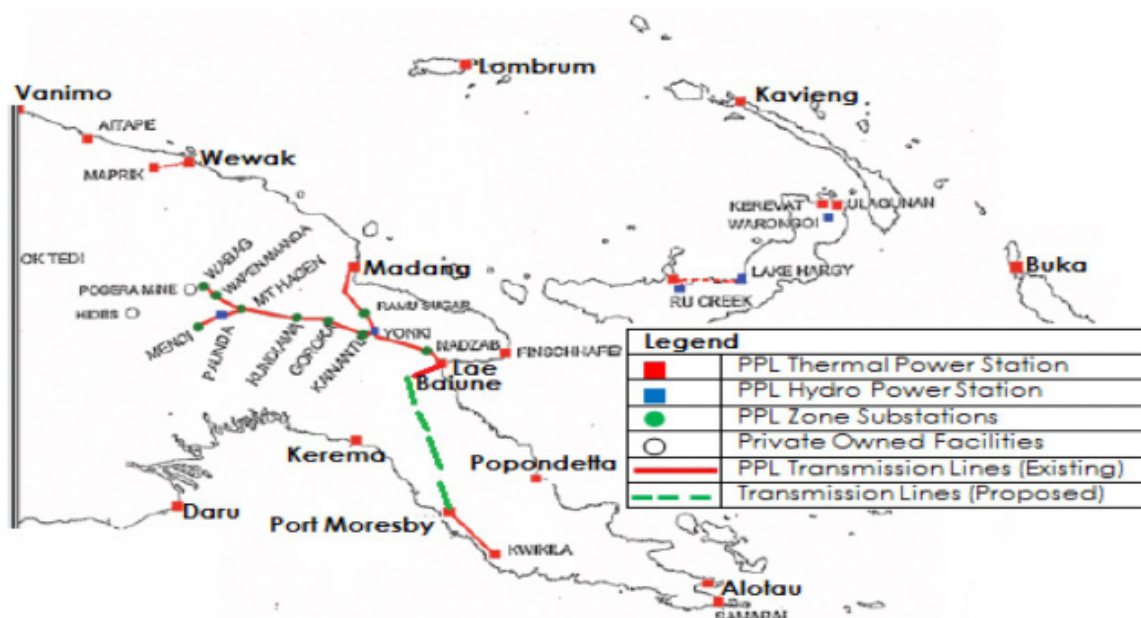 Lombrum
Vanimo
Kavieng
AITAPE
Wewak
MAPRIK
KEREVAT
ULAGUNAN
WARONGOI
OK TEDI
WABAG
WAPENAMANDA
MT HAGEN
Madang
LAKE HARGY
Buka
POGERA MINE
RU CREEK
HIDES
RAMU SUGAR
MENDI
PAUNDA
KUNDIAWA
GOROKA
KAINANTU
YONKI
NADZAB
FINSCHHAFEN
Lae
Baiune
Legend
PPL Thermal Power Station
PPL Hydro Power Station
PPL Zone Substations
Private Owned Facilities
PPL Transmission Lines (Existing)
Transmission Lines (Proposed)
Kerema
Popondetta
Daru
Port Moresby
KWIKILA
Alotau